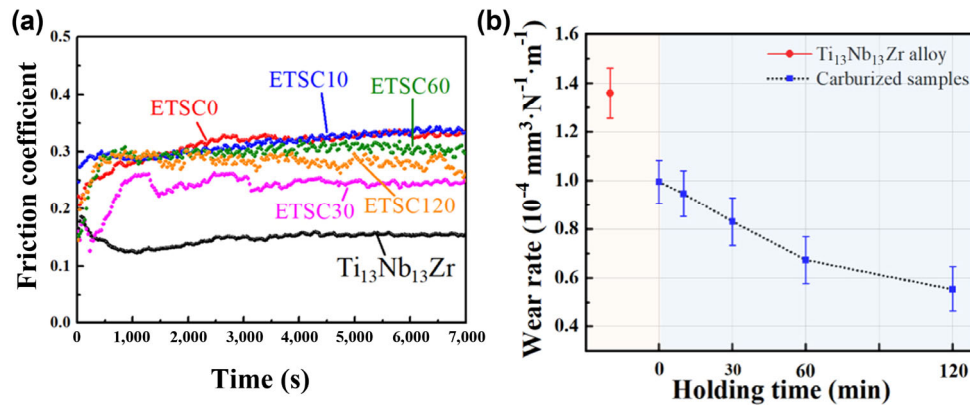 (a)
0.5
0.4
0.3
0.2
0.1
0.0
Friction coefficient
ETSC0
ETSC10
ETSC60
ETSC30
ETSC120
Ti₁₃Nb₁₃Zr
0
1,000
2,000
3,000
4,000
5,000
6,000
7,000
Time (s)
(b)
1.6
1.4
1.2
1.0
0.8
0.6
0.4
Wear rate (10⁻⁴ mm³·N⁻¹·m⁻¹)
Ti₁₃Nb₁₃Zr alloy
Carburized samples
0
30
60
120
Holding time (min)